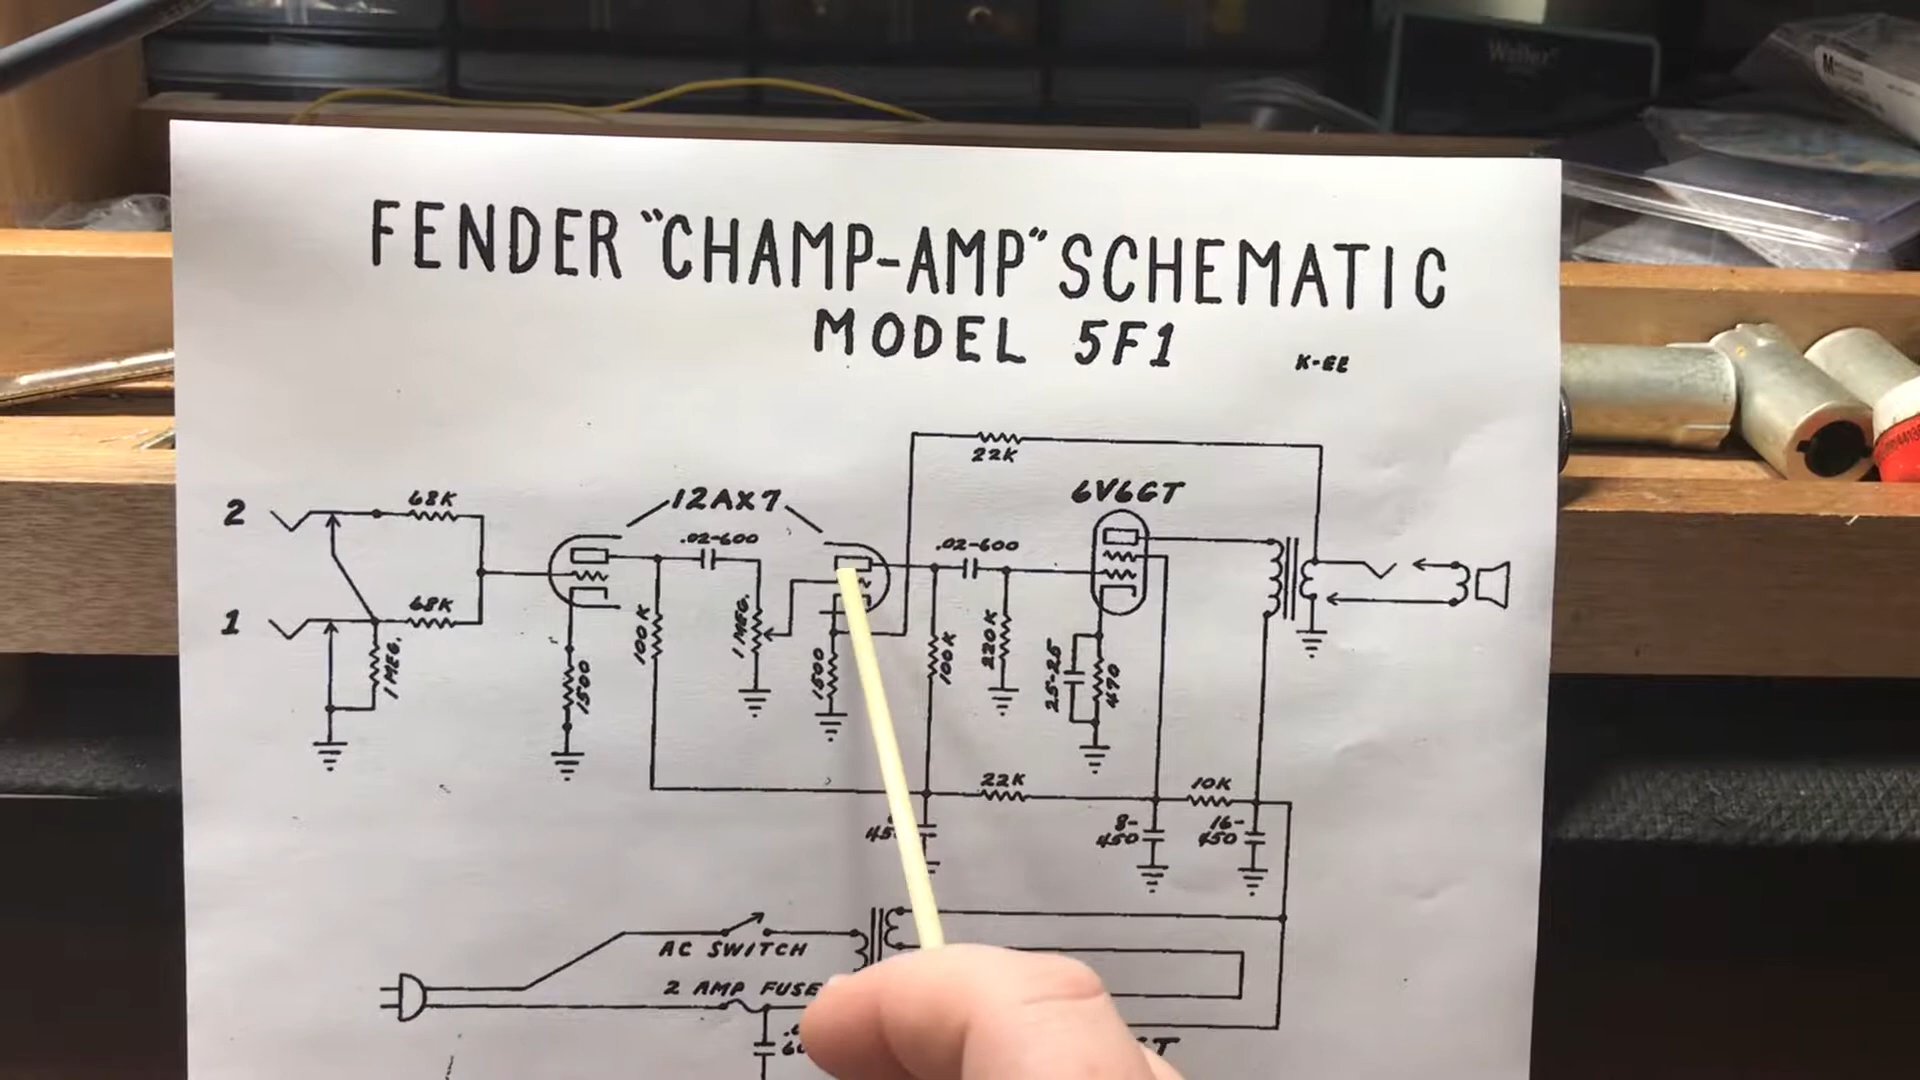 Weller
M
FENDER "CHAMP-AMP" SCHEMATIC
MODEL 5F1
K-EE
22K
2
68K
12AX7
6V6GT
.02-600
.02-600
1
68K
1 MEG.
1500
100K
1 MEG.
1500
100K
220K
25-25
470
22K
10K
8-
450
16-
450
AC SWITCH
2 AMP FUSE